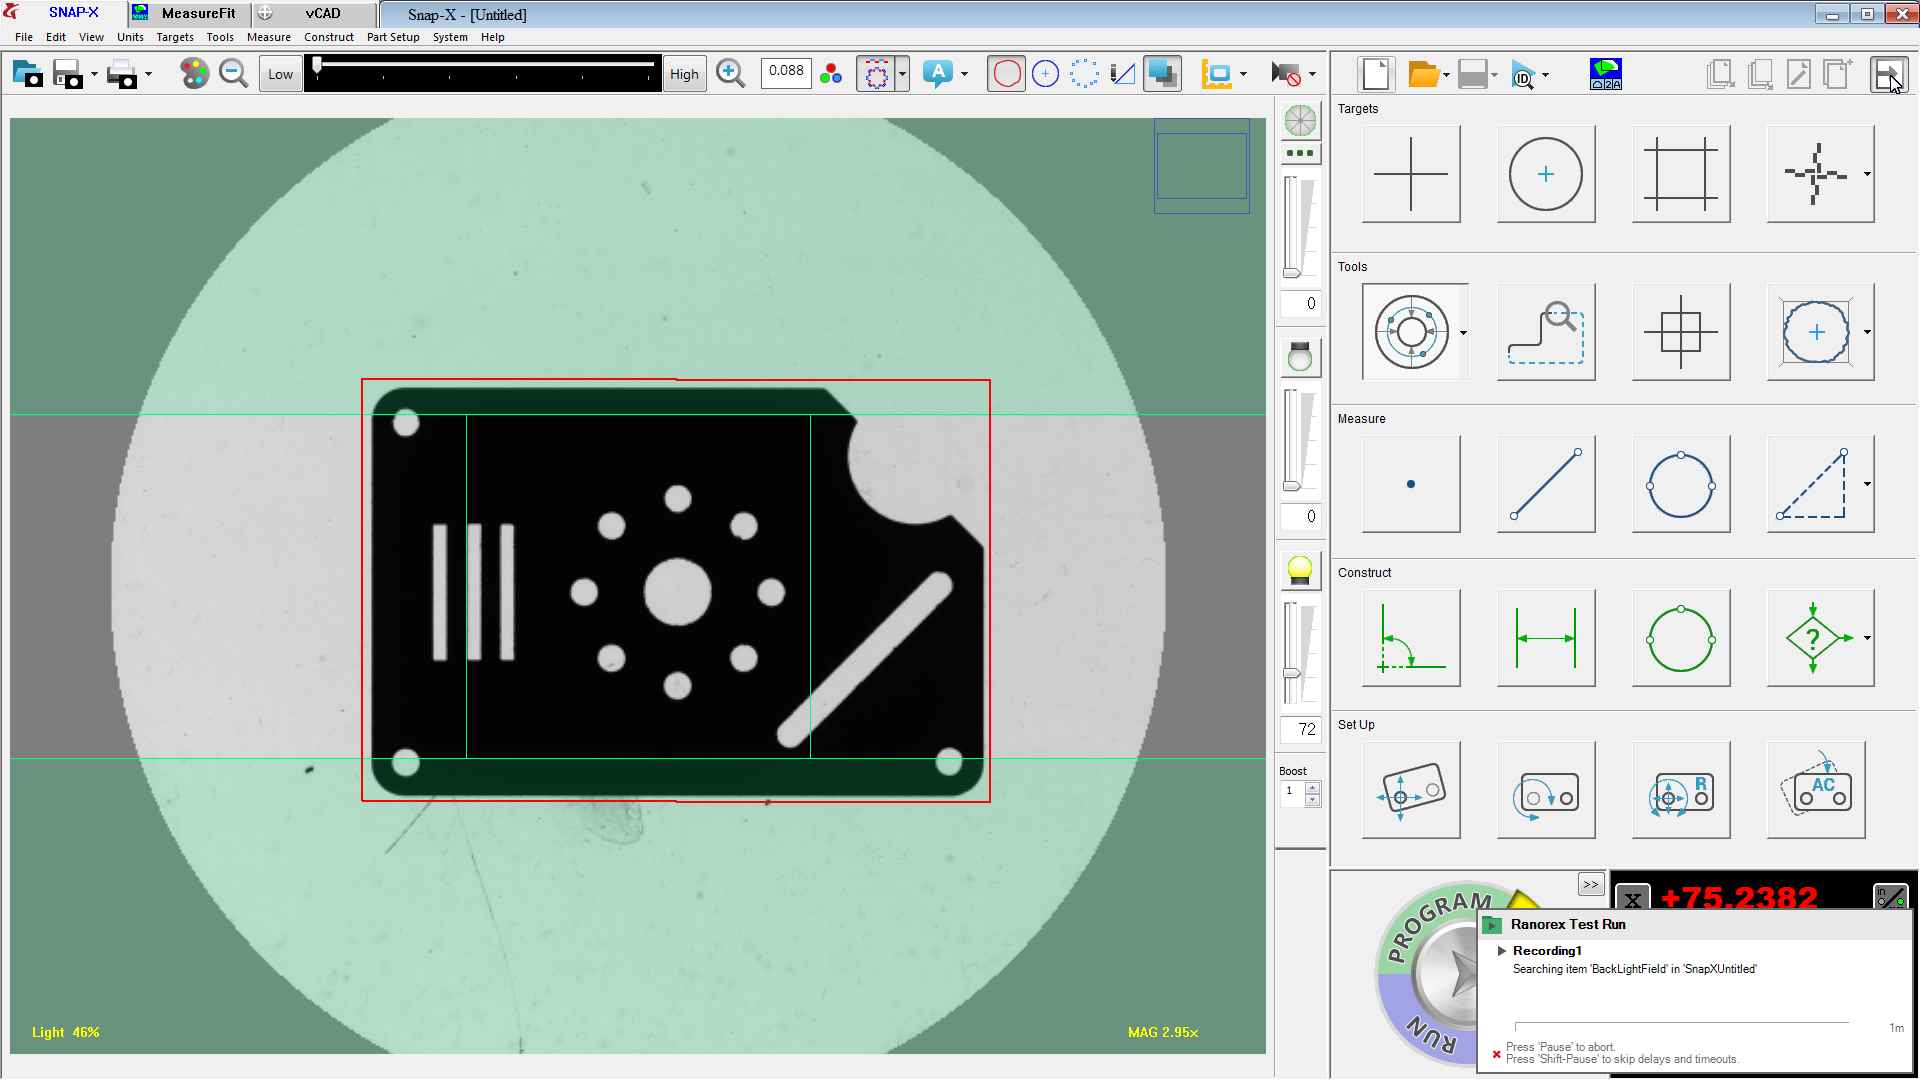 SNAP-X
MeasureFit
vCAD
Snap-X - [Untitled]
File Edit View Units Targets Tools Measure Construct Part Setup System Help
Low
High
0.088
A
ID
Targets
Tools
0
Measure
0
Construct
?
72
Set Up
Boost
1
R
AC
Light 46%
MAG 2.95x
>>
PROGRAM
RUN
X
+75.2382
in
Ranorex Test Run
Recording1
Searching item 'BackLightField' in 'SnapXUntitled'
1m
Press 'Pause' to abort.
Press 'Shift-Pause' to skip delays and timeouts.